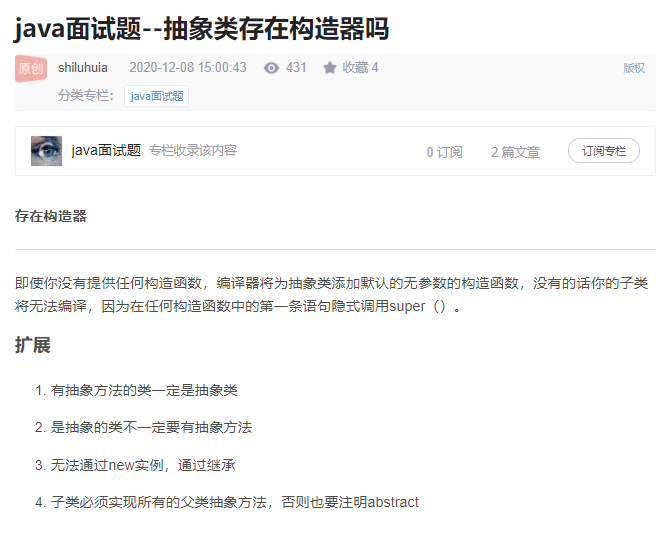 java面试题--抽象类存在构造器吗
原创 shiluhuia 2020-12-08 15:00:43 431 收藏 4 版权
分类专栏： java面试题
java面试题 专栏收录该内容 0 订阅 2 篇文章 订阅专栏
存在构造器
即使你没有提供任何构造函数，编译器将为抽象类添加默认的无参数的构造函数，没有的话你的子类
将无法编译，因为在任何构造函数中的第一条语句隐式调用super（）。
扩展
1. 有抽象方法的类一定是抽象类
2. 是抽象的类不一定要有抽象方法
3. 无法通过new实例，通过继承
4. 子类必须实现所有的父类抽象方法，否则也要注明abstract